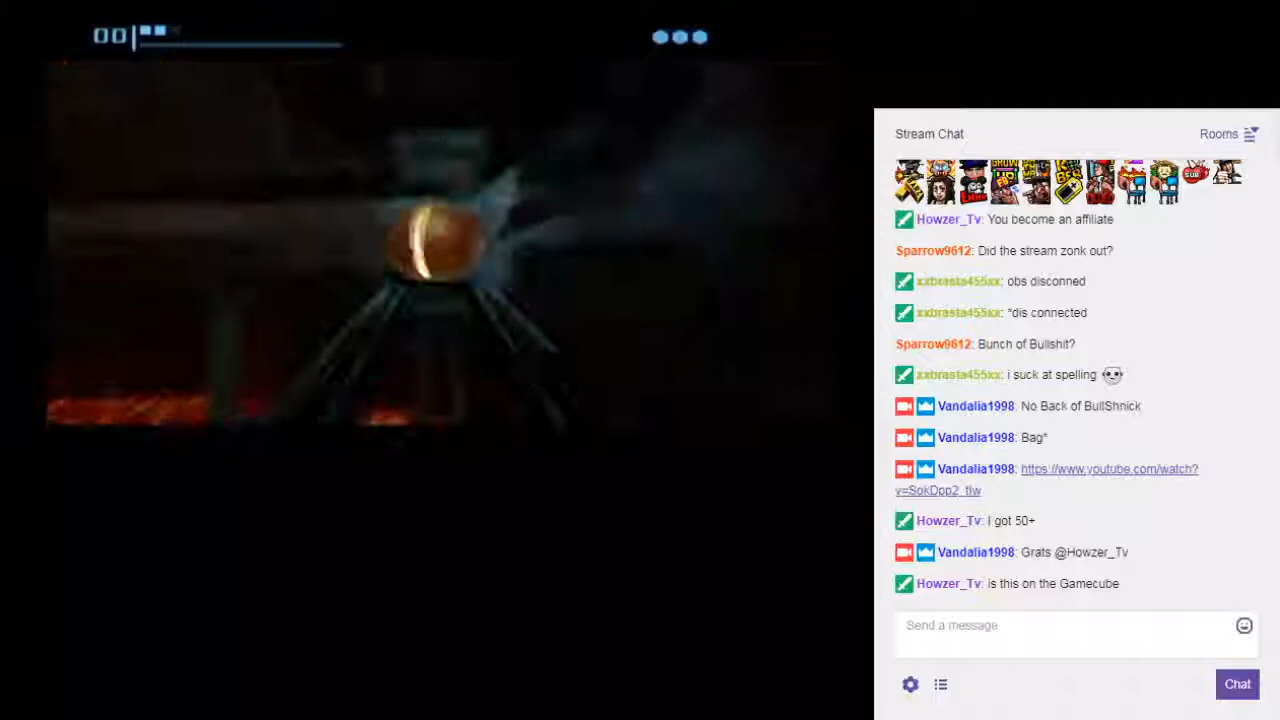 00
Stream Chat
Rooms
Howzer_Tv: You become an affiliate
Sparrow9612: Did the stream zonk out?
xxbrasta455xx: obs disconned
xxbrasta455xx: *dis connected
Sparrow9612: Bunch of Bullshit?
xxbrasta455xx: i suck at spelling
Vandalia1998: No Back of BullShnick
Vandalia1998: Bag*
Vandalia1998: https://www.youtube.com/watch?
v=SokDpp2_tIw
Howzer_Tv: I got 50+
Vandalia1998: Grats @Howzer_Tv
Howzer_Tv: is this on the Gamecube
Send a message
Chat